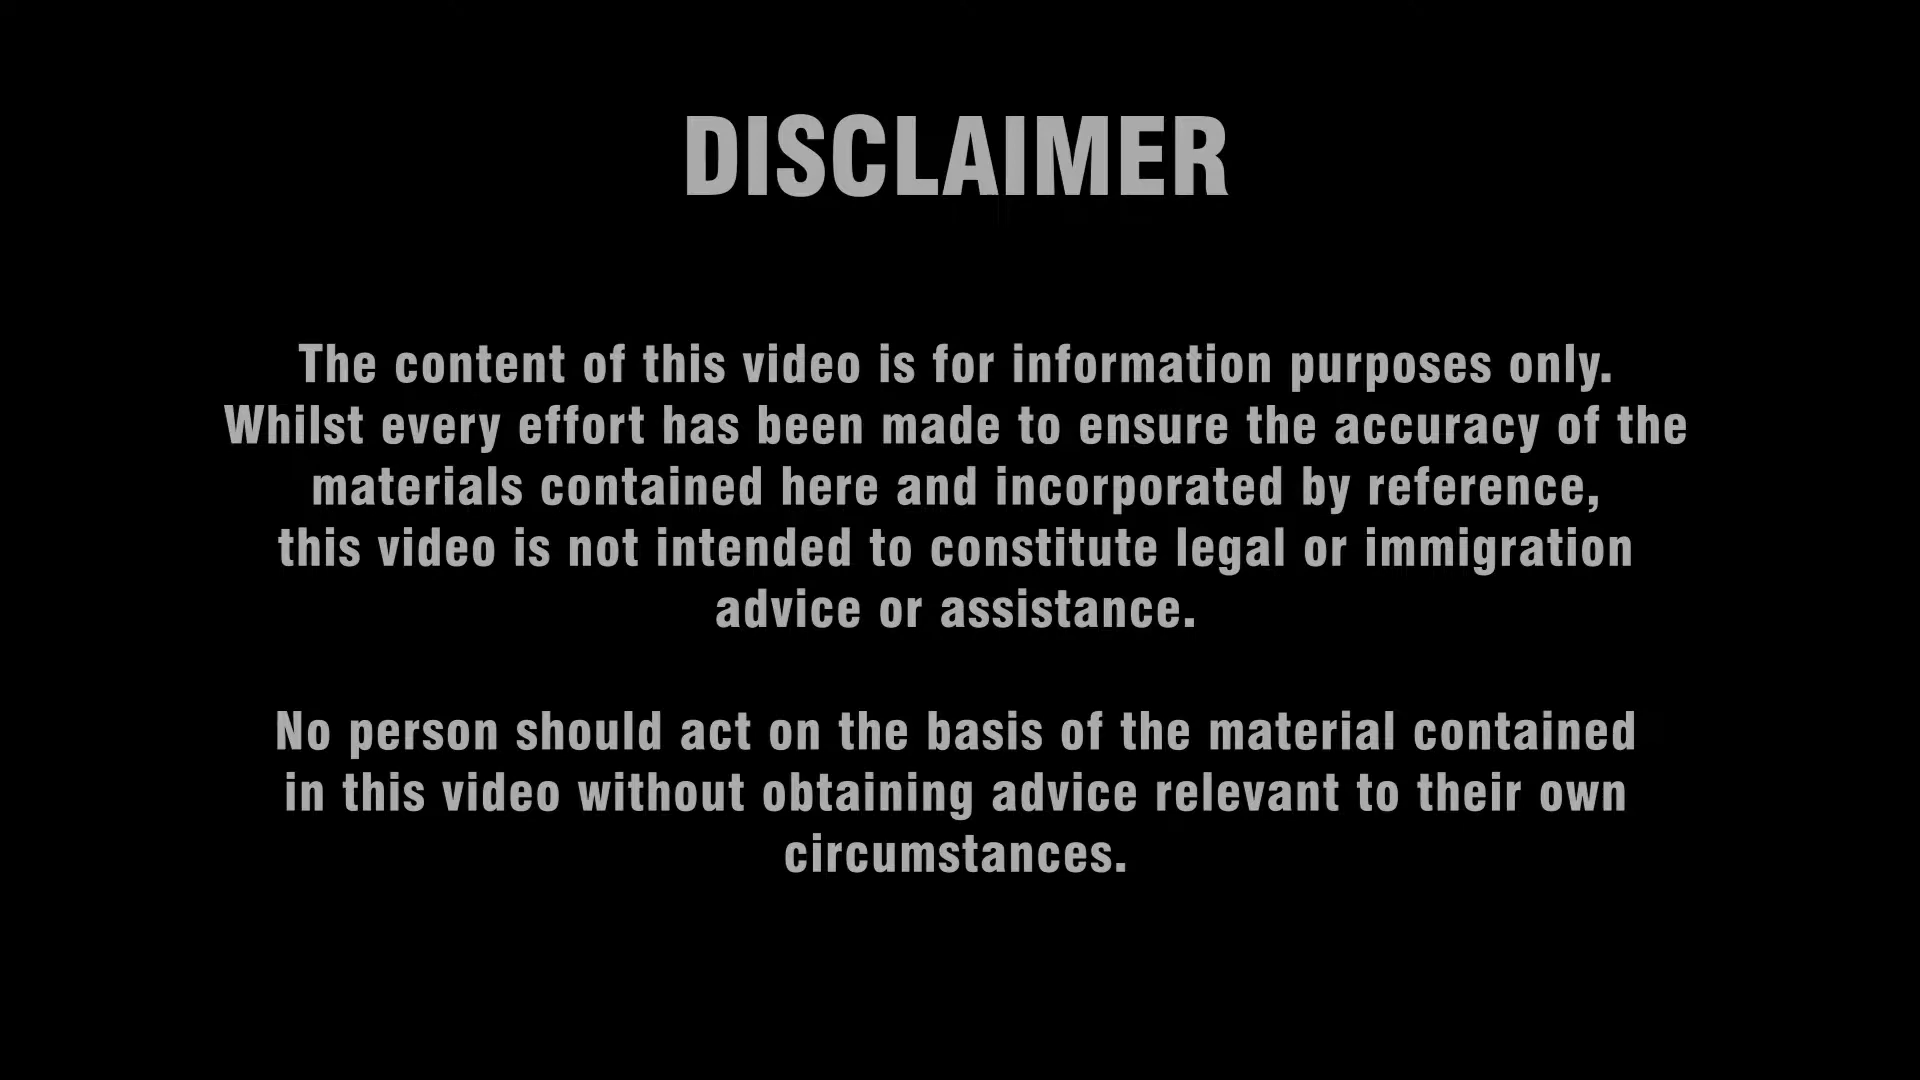 DISCLAIMER
The content of this video is for information purposes only.
Whilst every effort has been made to ensure the accuracy of the
materials contained here and incorporated by reference,
this video is not intended to constitute legal or immigration
advice or assistance.
No person should act on the basis of the material contained
in this video without obtaining advice relevant to their own
circumstances.